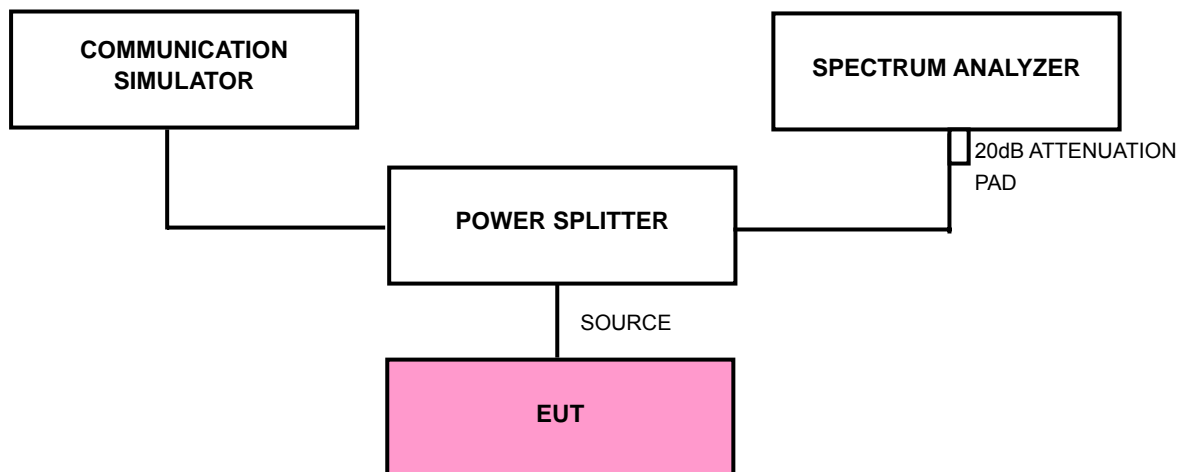 COMMUNICATION
SIMULATOR
SPECTRUM ANALYZER
20dB ATTENUATION
PAD
POWER SPLITTER
SOURCE
EUT